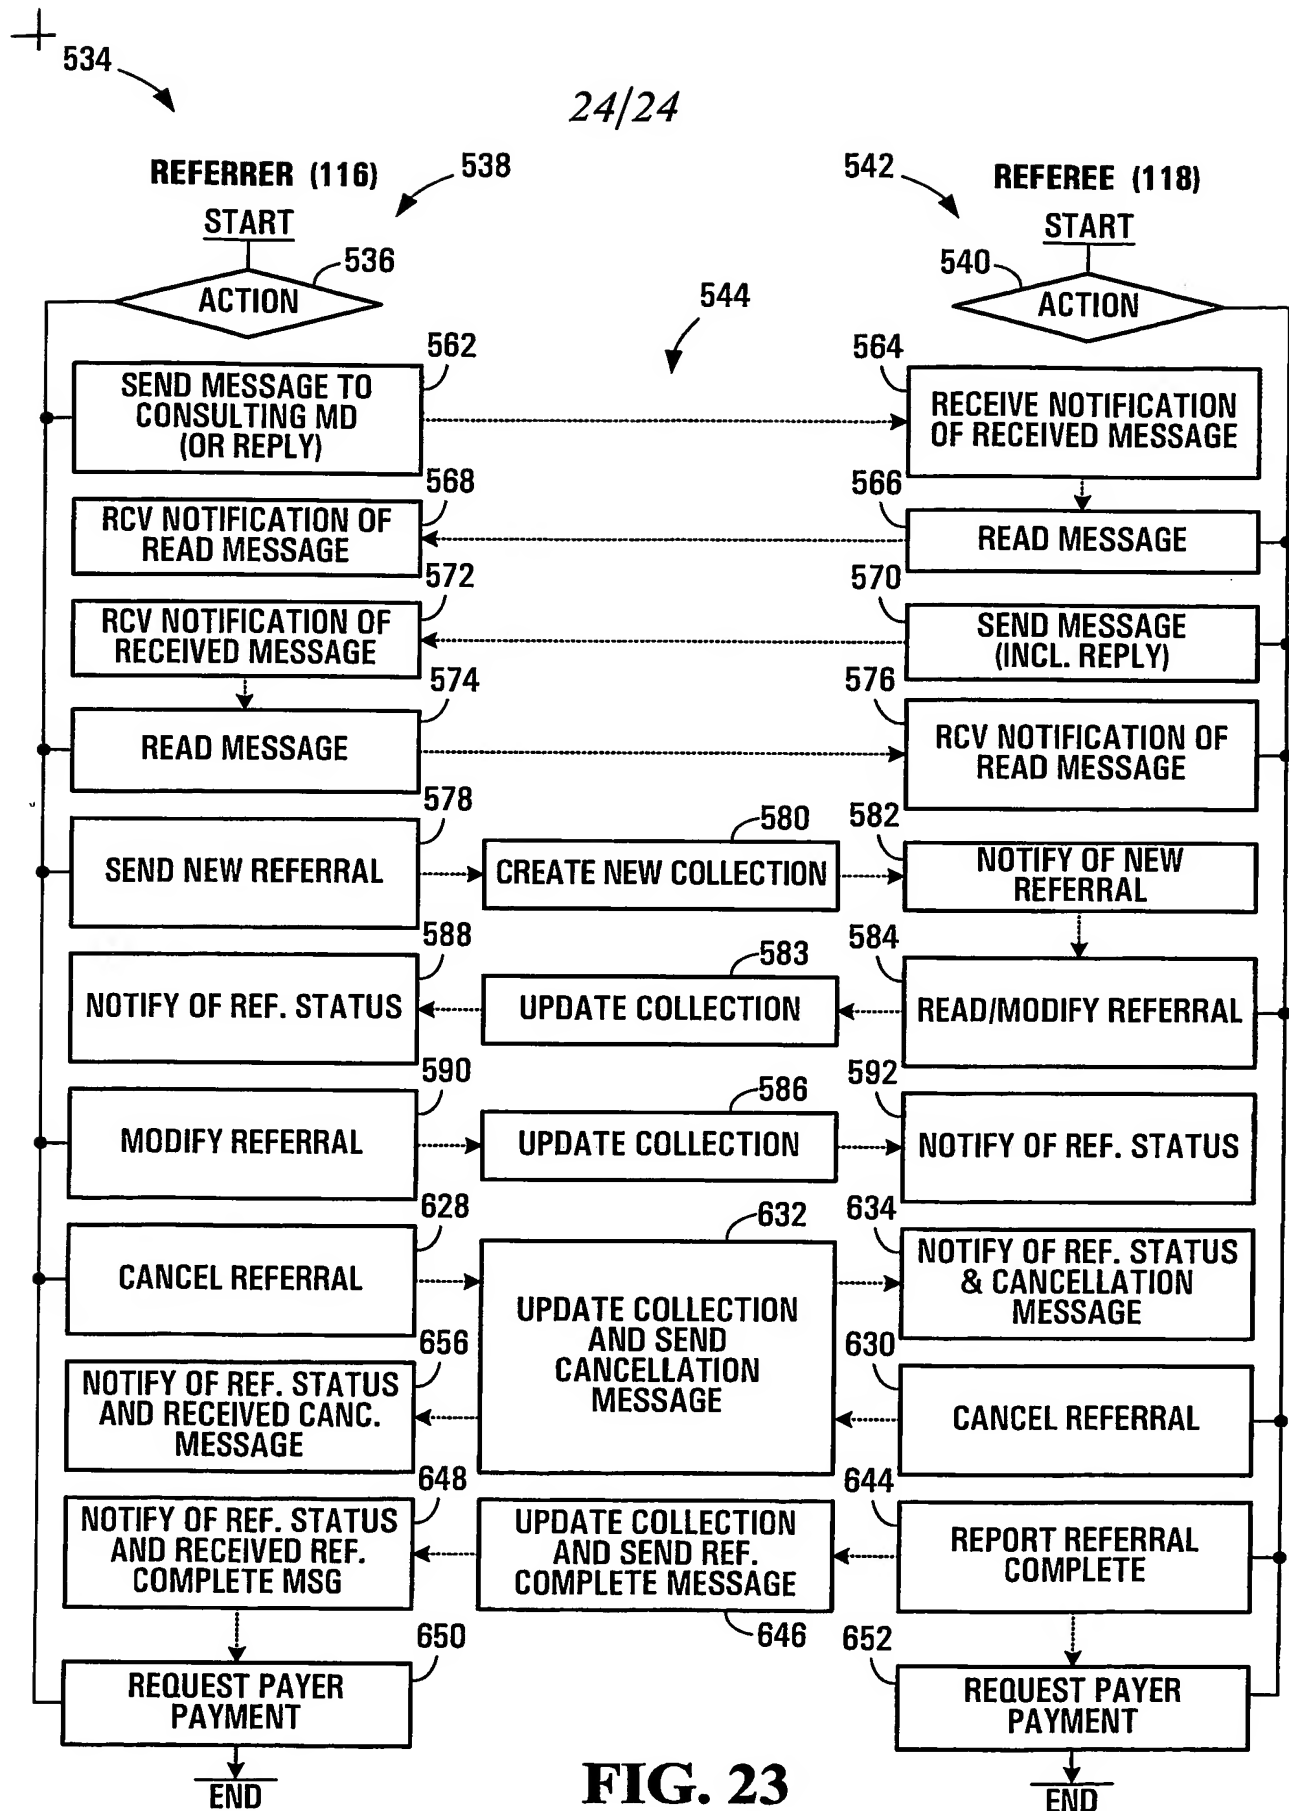 534
24/24
REFERRER (116)
538
542
REFEREE (118)
START
START
536
540
ACTION
544
ACTION
562
564
SEND MESSAGE TO
CONSULTING MD
(OR REPLY)
RECEIVE NOTIFICATION
OF RECEIVED MESSAGE
568
566
RCV NOTIFICATION OF
READ MESSAGE
READ MESSAGE
572
570
RCV NOTIFICATION OF
RECEIVED MESSAGE
SEND MESSAGE
(INCL. REPLY)
574
576
READ MESSAGE
RCV NOTIFICATION OF
READ MESSAGE
578
580
582
SEND NEW REFERRAL
CREATE NEW COLLECTION
NOTIFY OF NEW
REFERRAL
588
583
584
NOTIFY OF REF. STATUS
UPDATE COLLECTION
READ/MODIFY REFERRAL
590
586
592
MODIFY REFERRAL
UPDATE COLLECTION
NOTIFY OF REF. STATUS
628
632
634
CANCEL REFERRAL
UPDATE COLLECTION
AND SEND
CANCELLATION
MESSAGE
NOTIFY OF REF. STATUS
& CANCELLATION
MESSAGE
656
630
NOTIFY OF REF. STATUS
AND RECEIVED CANC.
MESSAGE
CANCEL REFERRAL
648
644
NOTIFY OF REF. STATUS
AND RECEIVED REF.
COMPLETE MSG
UPDATE COLLECTION
AND SEND REF.
COMPLETE MESSAGE
REPORT REFERRAL
COMPLETE
650
646
652
REQUEST PAYER
PAYMENT
REQUEST PAYER
PAYMENT
END
FIG. 23
END